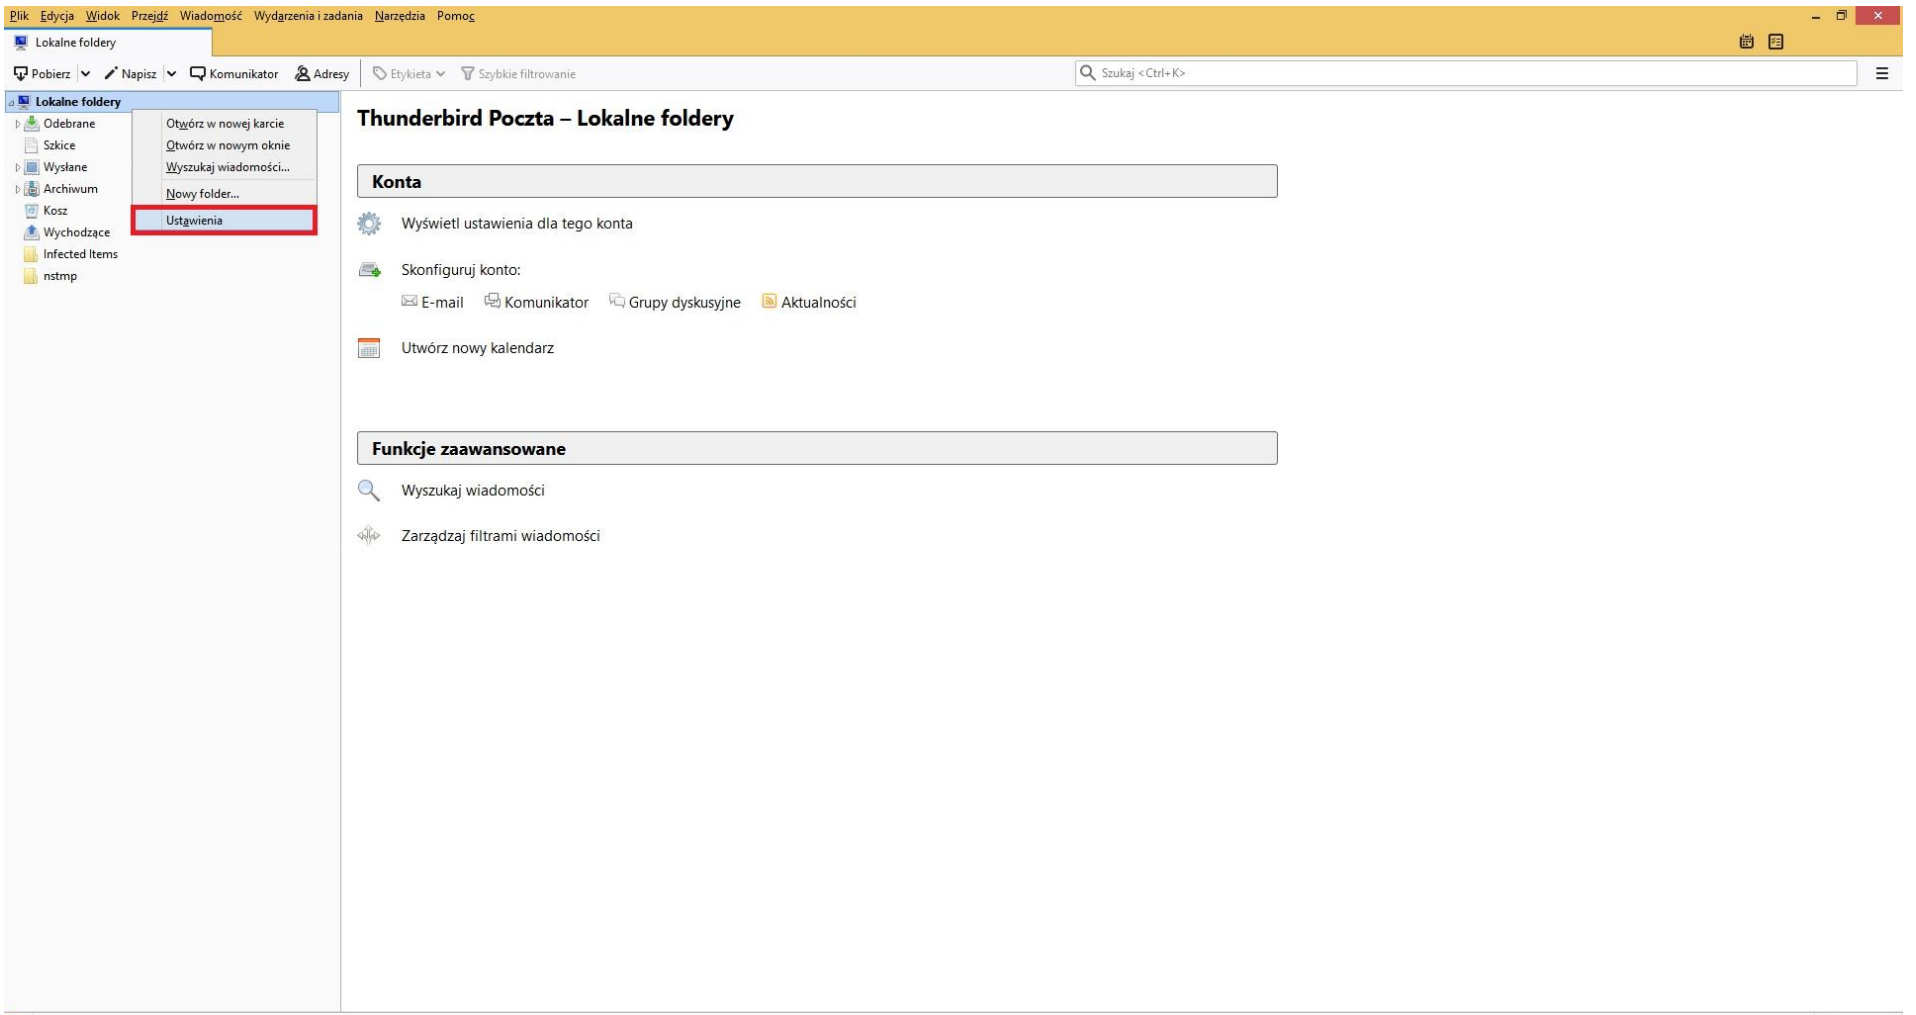 Plik Edycja Widok Przejdź Wiadomość Wydarzenia i zadania Narzędzia Pomoc
Lokalne foldery
Pobierz Napisz Komunikator Adresy Etykieta Szybkie filtrowanie Szukaj <Ctrl+K>
Lokalne foldery
Odebrane
Szkice
Wysłane
Archiwum
Kosz
Wychodzące
Infected Items
nstmp
Otwórz w nowej karcie
Otwórz w nowym oknie
Wyszukaj wiadomości...
Nowy folder...
Ustawienia
Thunderbird Poczta – Lokalne foldery
Konta
Wyświetl ustawienia dla tego konta
Skonfiguruj konto:
E-mail Komunikator Grupy dyskusyjne Aktualności
Utwórz nowy kalendarz
Funkcje zaawansowane
Wyszukaj wiadomości
Zarządzaj filtrami wiadomości